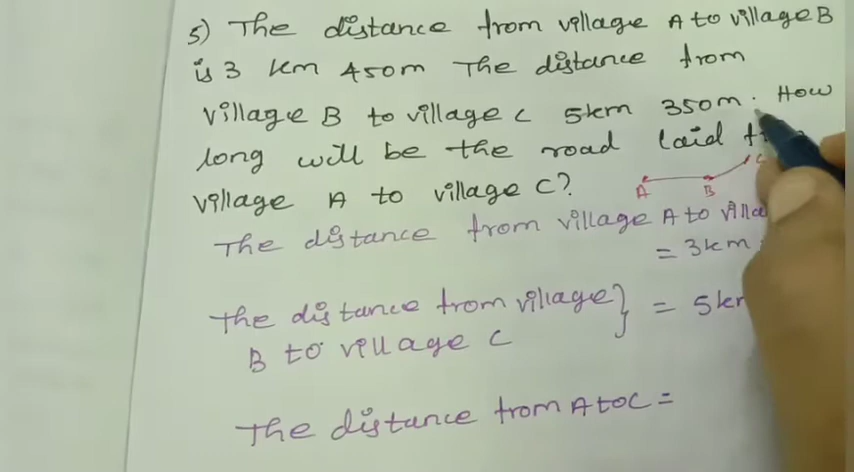 5) The distance from village A to village B
is 3 km 450m The distance from
village B to village C 5km 350m. How
long will be the road laid
village A to village C?
A B C
The distance from village A to
= 3km
The distance from village } = 5
B to village C
The distance from A to C =